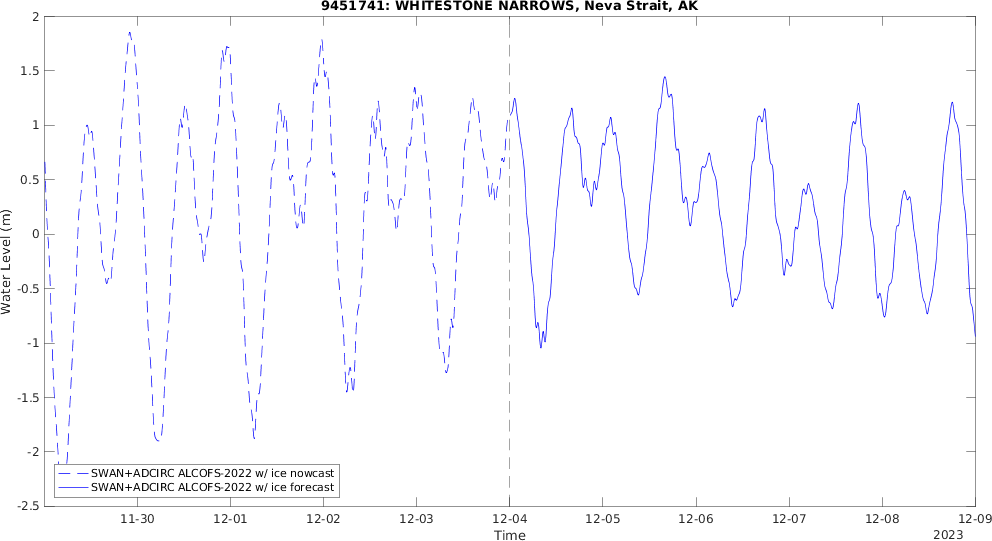 9451741: WHITESTONE NARROWS, Neva Strait, AK
Water Level (m)
2
1.5
1
0.5
0
-0.5
-1
-1.5
-2
-2.5
SWAN+ADCIRC ALCOFS-2022 w/ ice nowcast
SWAN+ADCIRC ALCOFS-2022 w/ ice forecast
11-30 12-01 12-02 12-03 12-04 12-05 12-06 12-07 12-08 12-09
Time
2023